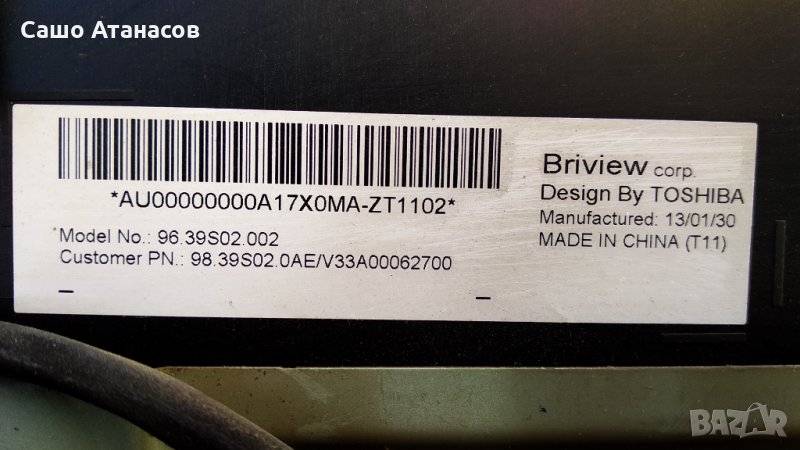 Сашо Атанасов
*AU00000000A17X0MA-ZT1102*
Model No.: 96.39S02.002
Customer PN.: 98.39S02.0AE/V33A00062700
Briview corp.
Design By TOSHIBA
Manufactured: 13/01/30
MADE IN CHINA (T11)
BAZAR